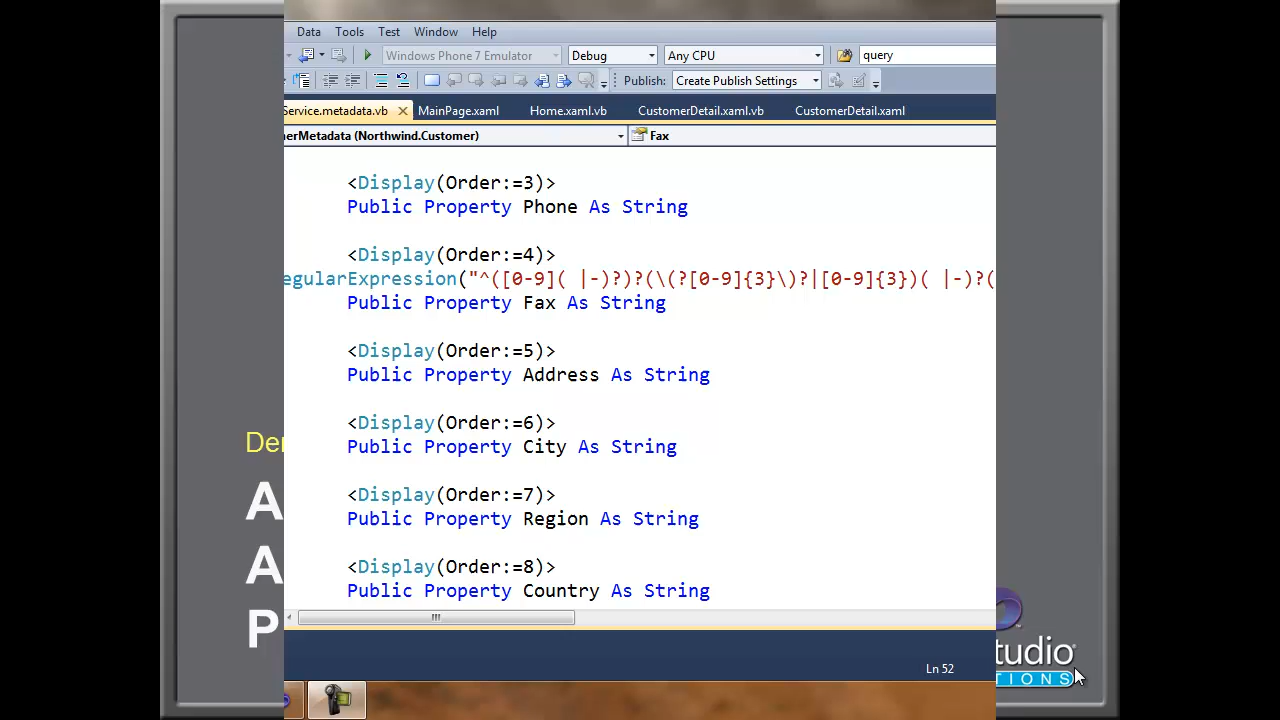 Data Tools Test Window Help
Windows Phone 7 Emulator Debug Any CPU query
Publish: Create Publish Settings
Service.metadata.vb MainPage.xaml Home.xaml.vb CustomerDetail.xaml.vb CustomerDetail.xaml
erMetadata (Northwind.Customer) Fax
<Display(Order:=3)>
Public Property Phone As String
<Display(Order:=4)>
egularExpression("^([0-9]( |-)?)?(\(?[0-9]{3}\)?|[0-9]{3})( |-)?(
Public Property Fax As String
<Display(Order:=5)>
Public Property Address As String
<Display(Order:=6)>
Public Property City As String
<Display(Order:=7)>
Public Property Region As String
<Display(Order:=8)>
Public Property Country As String
Ln 52
De
A
A
P
tudio
TIONS